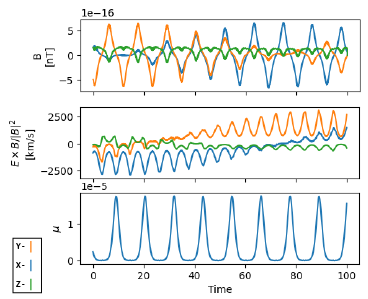 1e−16
5
0
−5
B
[nT]
2500
0
−2500
E × B/|B|²
[km/s]
1e−5
1
0
μ
0
20
40
60
80
100
Time
Y-
X-
Z-